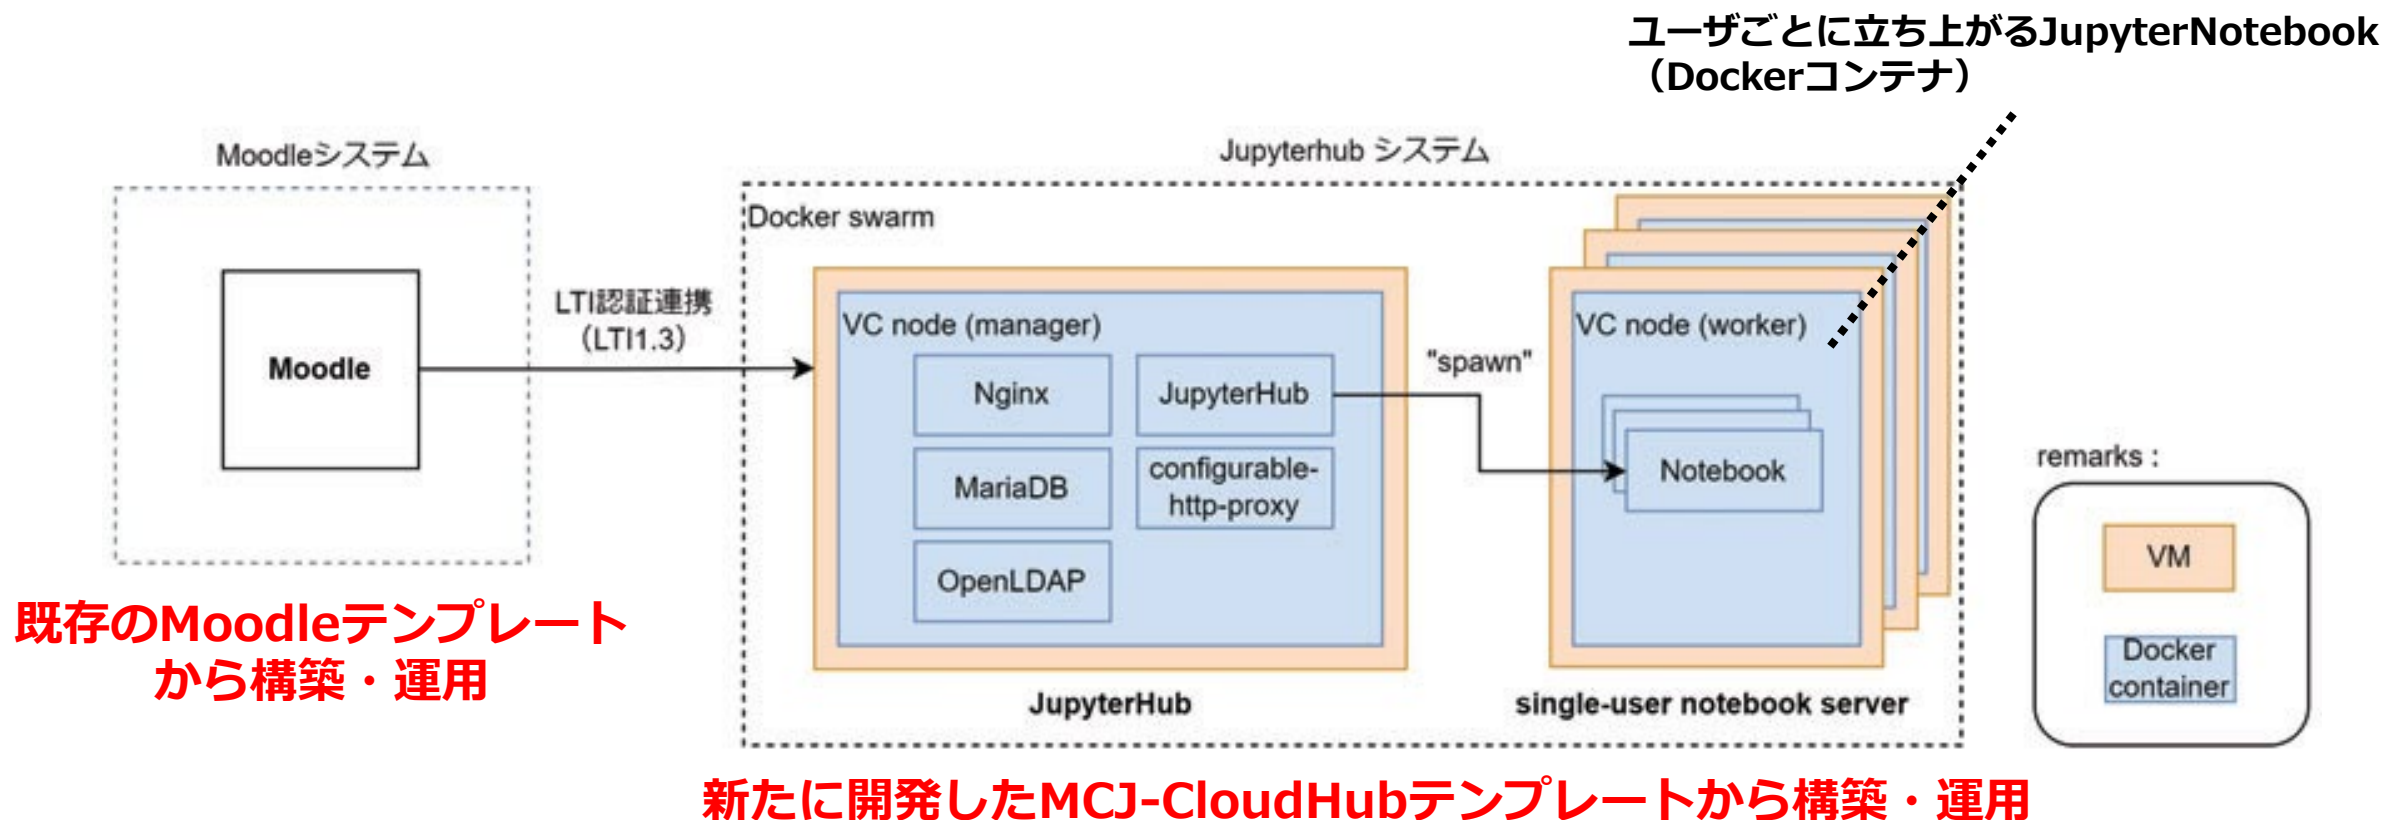 ユーザごとに立ち上がるJupyterNotebook
（Dockerコンテナ）
Moodleシステム
Jupyterhub システム
Docker swarm
LTI認証連携
（LTI1.3）
Moodle
VC node (manager)
Nginx
JupyterHub
MariaDB
configurable-
http-proxy
OpenLDAP
"spawn"
VC node (worker)
Notebook
JupyterHub
single-user notebook server
remarks :
VM
Docker
container
既存のMoodleテンプレート
から構築・運用
新たに開発したMCJ-CloudHubテンプレートから構築・運用